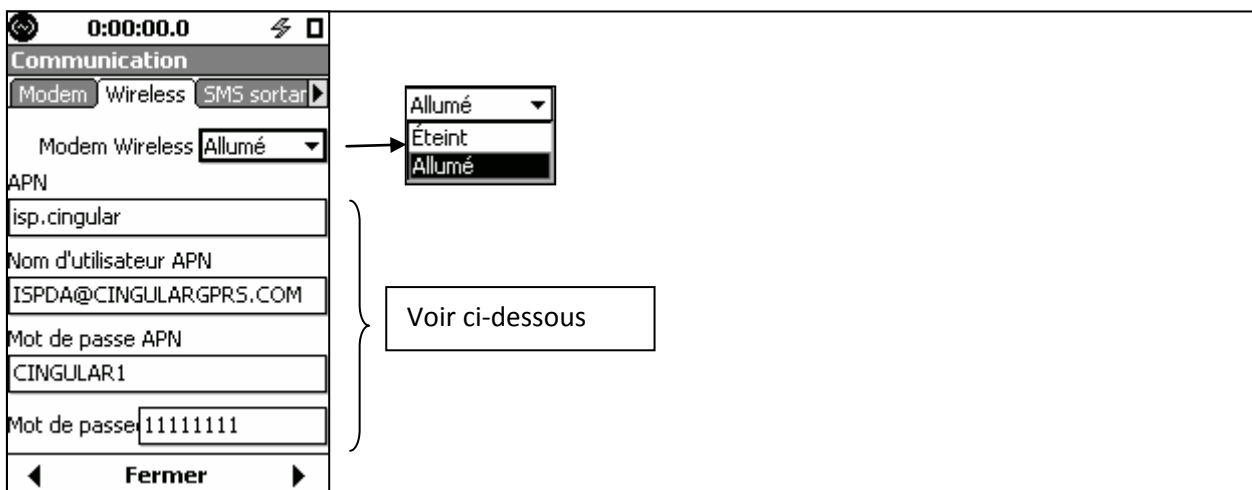 0:00:00.0
Communication
Modem Wireless SMS sortar
Modem Wireless Allumé
APN
isp.cingular
Nom d'utilisateur APN
ISPDA@CINGULARGPRS.COM
Mot de passe APN
CINGULAR1
Mot de passe 11111111
Fermer
Allumé
Éteint
Allumé
Voir ci-dessous